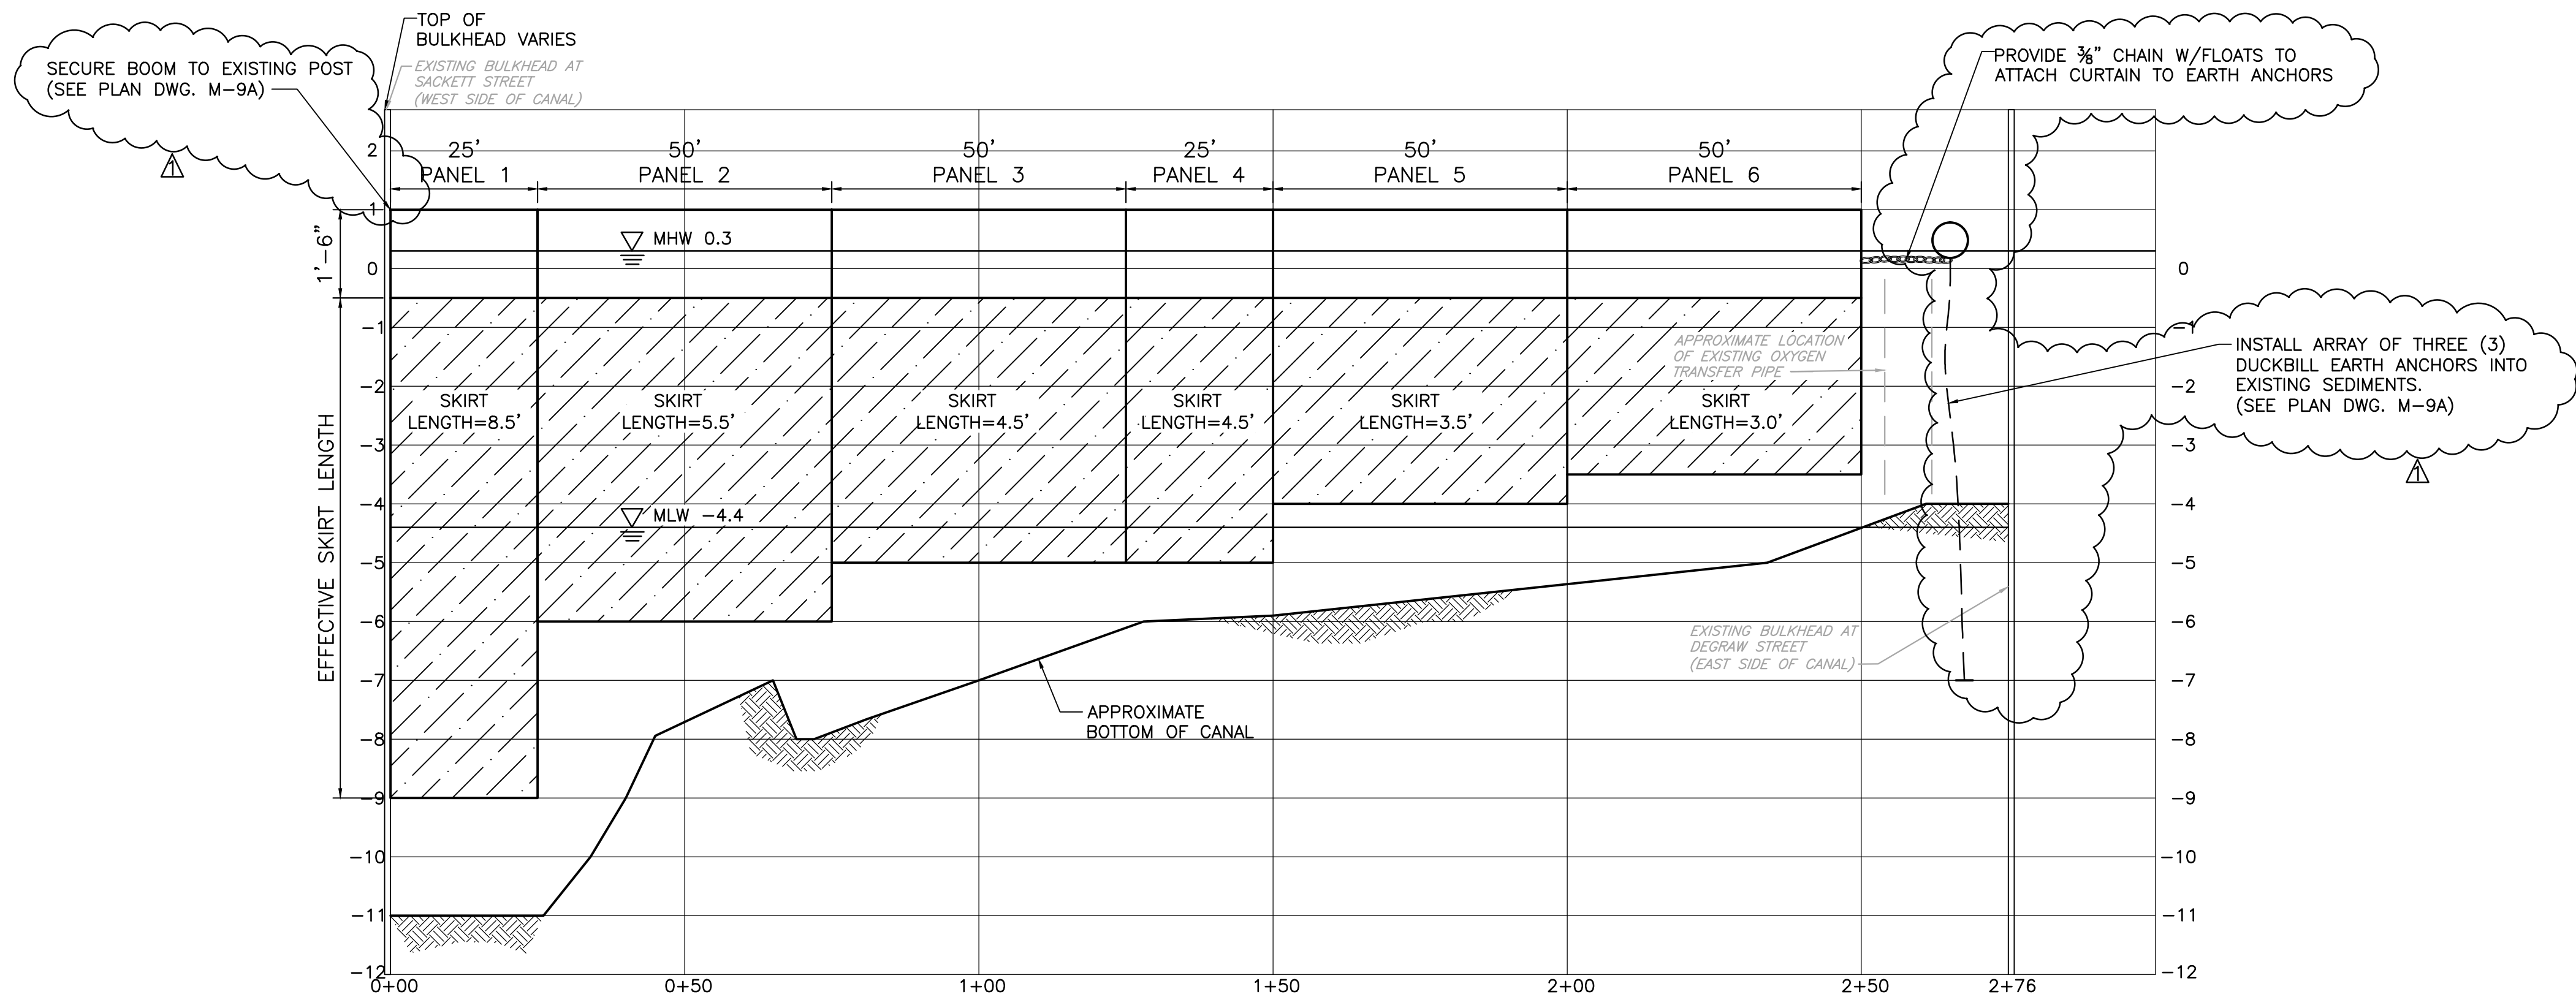 SECURE BOOM TO EXISTING POST
(SEE PLAN DWG. M-9A)
1
TOP OF
BULKHEAD VARIES
EXISTING BULKHEAD AT
SACKETT STREET
(WEST SIDE OF CANAL)
PROVIDE ⅜" CHAIN W/FLOATS TO
ATTACH CURTAIN TO EARTH ANCHORS
25' 50' 50' 25' 50' 50'
PANEL 1 PANEL 2 PANEL 3 PANEL 4 PANEL 5 PANEL 6
2
1
0
-1
-2
-3
-4
-5
-6
-7
-8
-9
-10
-11
-12
1'-6"
EFFECTIVE SKIRT LENGTH
MHW 0.3
MLW -4.4
SKIRT
LENGTH=8.5'
SKIRT
LENGTH=5.5'
SKIRT
LENGTH=4.5'
SKIRT
LENGTH=4.5'
SKIRT
LENGTH=3.5'
SKIRT
LENGTH=3.0'
APPROXIMATE LOCATION
OF EXISTING OXYGEN
TRANSFER PIPE
INSTALL ARRAY OF THREE (3)
DUCKBILL EARTH ANCHORS INTO
EXISTING SEDIMENTS.
(SEE PLAN DWG. M-9A)
1
EXISTING BULKHEAD AT
DEGRAW STREET
(EAST SIDE OF CANAL)
APPROXIMATE
BOTTOM OF CANAL
0
-1
-2
-3
-4
-5
-6
-7
-8
-9
-10
-11
-12
0+00 0+50 1+00 1+50 2+00 2+50 2+76